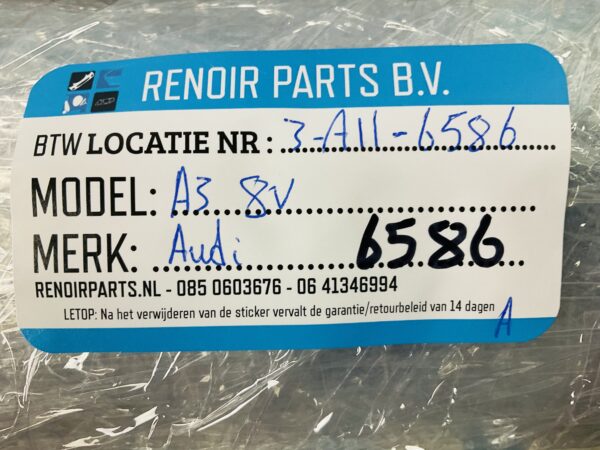 RENOIR PARTS B.V.
BTW LOCATIE NR : 3-A11-6586
MODEL: A3 8V
MERK: Audi 6586
RENOIRPARTS.NL - 085 0603676 - 06 41346994
LETOP: Na het verwijderen van de sticker vervalt de garantie/retourbeleid van 14 dagen
A